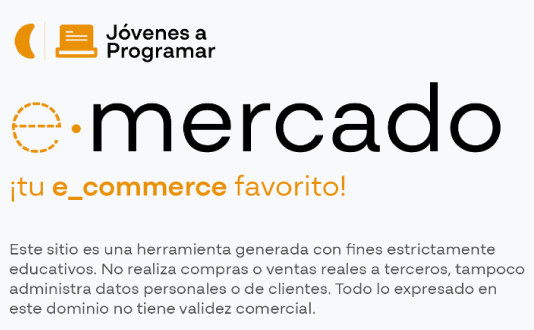 Jóvenes a
Programar
e·mercado
¡tu e_commerce favorito!
Este sitio es una herramienta generada con fines estrictamente
educativos. No realiza compras o ventas reales a terceros, tampoco
administra datos personales o de clientes. Todo lo expresado en
este dominio no tiene validez comercial.